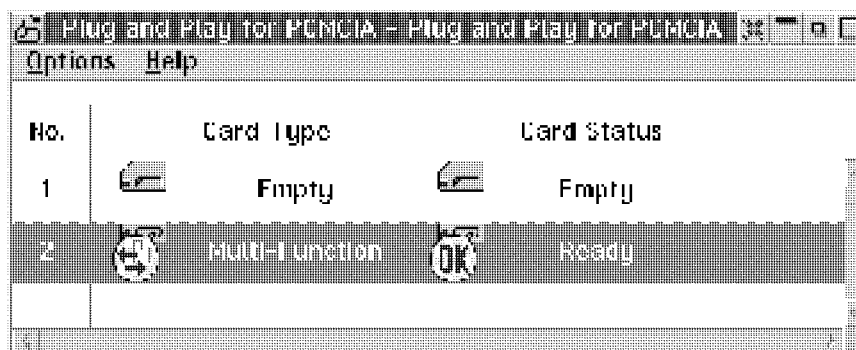 Plug and Play for PCMCIA - Plug and Play for PCMCIA
Options Help
No. Card Type Card Status
1 Empty Empty
2 Multi-Function OK Ready